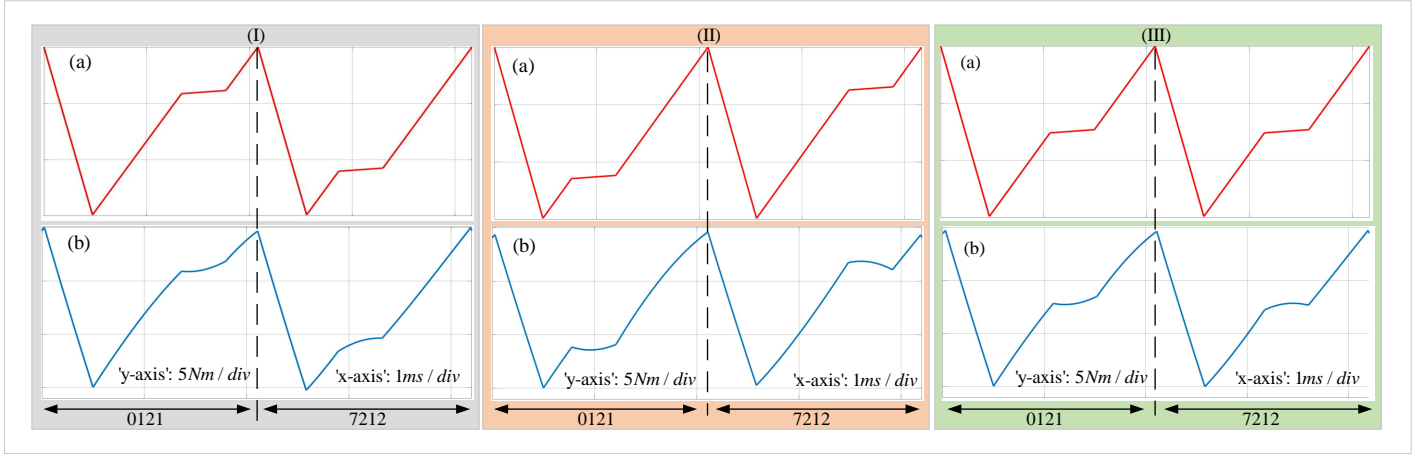 (I)
(a)
(b)
'y-axis': 5Nm / div
'x-axis': 1ms / div
0121
7212
(II)
(a)
(b)
'y-axis': 5Nm / div
'x-axis': 1ms / div
0121
7212
(III)
(a)
(b)
'y-axis': 5Nm / div
'x-axis': 1ms / div
0121
7212